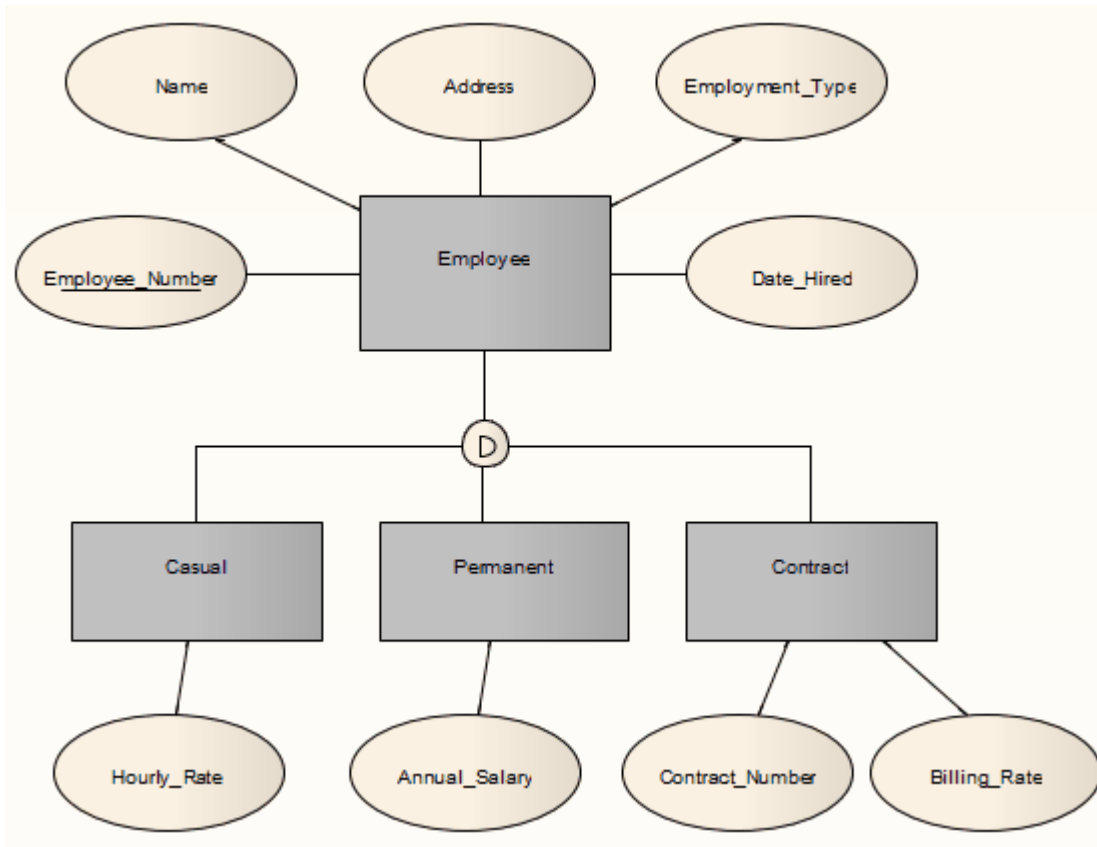 Name
Address
Employment_Type
Employee
Employee_Number
Date_Hired
D
Casual
Permanent
Contract
Hourly_Rate
Annual_Salary
Contract_Number
Billing_Rate